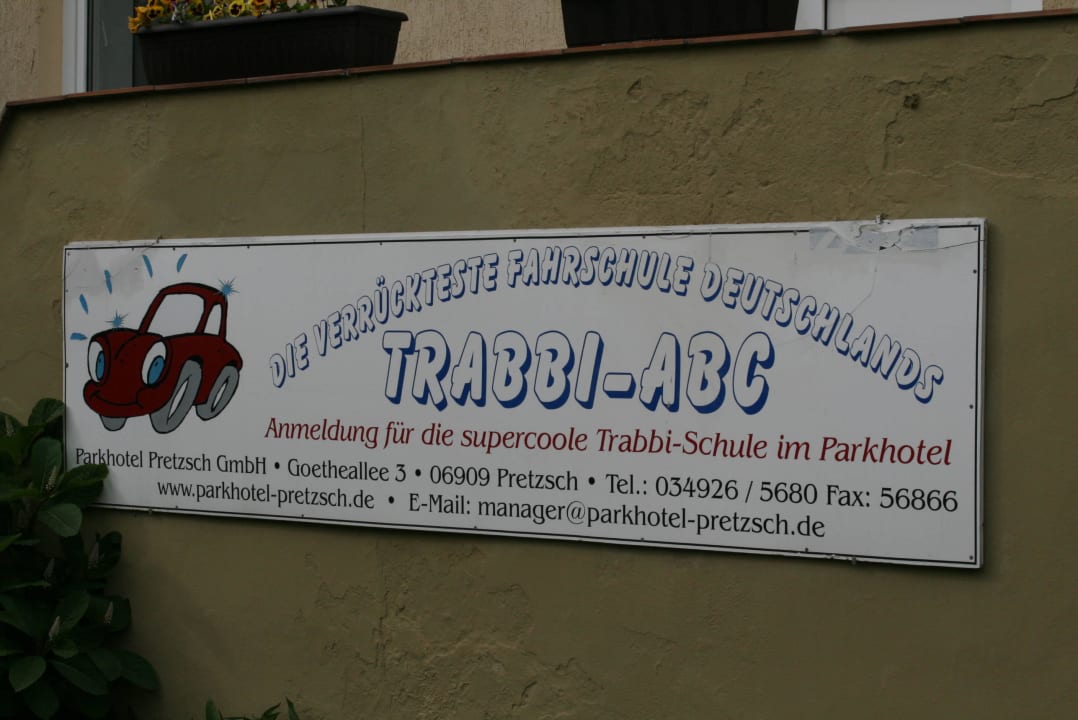 DIE VERRÜCKTESTE FAHRSCHULE DEUTSCHLANDS
TRABBI-ABC
Anmeldung für die supercoole Trabbi-Schule im Parkhotel
Parkhotel Pretzsch GmbH • Goetheallee 3 • 06909 Pretzsch • Tel.: 034926 / 5680 Fax: 56866
www.parkhotel-pretzsch.de • E-Mail: manager@parkhotel-pretzsch.de